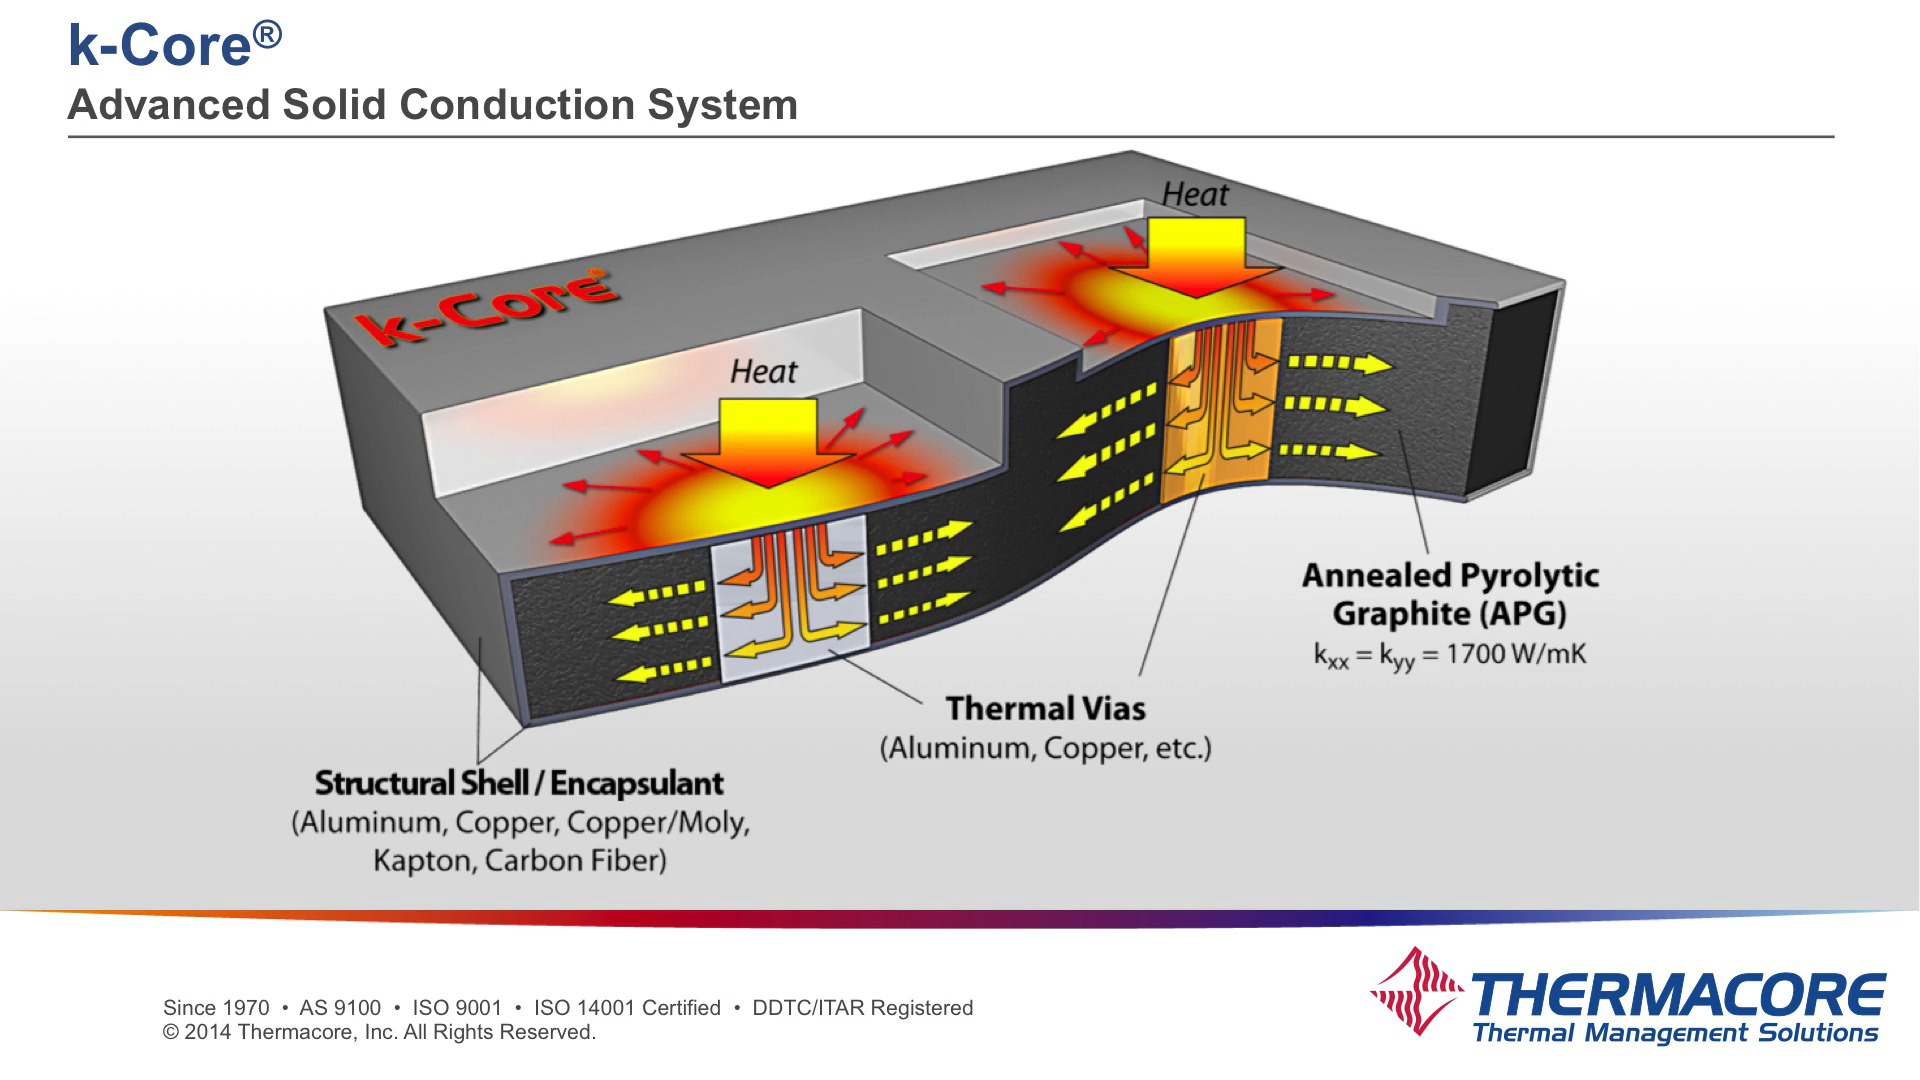 k-Core®
Advanced Solid Conduction System
Heat
k-Core®
Heat
Annealed Pyrolytic
Graphite (APG)
kxx = kyy = 1700 W/mK
Thermal Vias
(Aluminum, Copper, etc.)
Structural Shell / Encapsulant
(Aluminum, Copper, Copper/Moly,
Kapton, Carbon Fiber)
Since 1970 • AS 9100 • ISO 9001 • ISO 14001 Certified • DDTC/ITAR Registered
© 2014 Thermacore, Inc. All Rights Reserved.
THERMACORE
Thermal Management Solutions